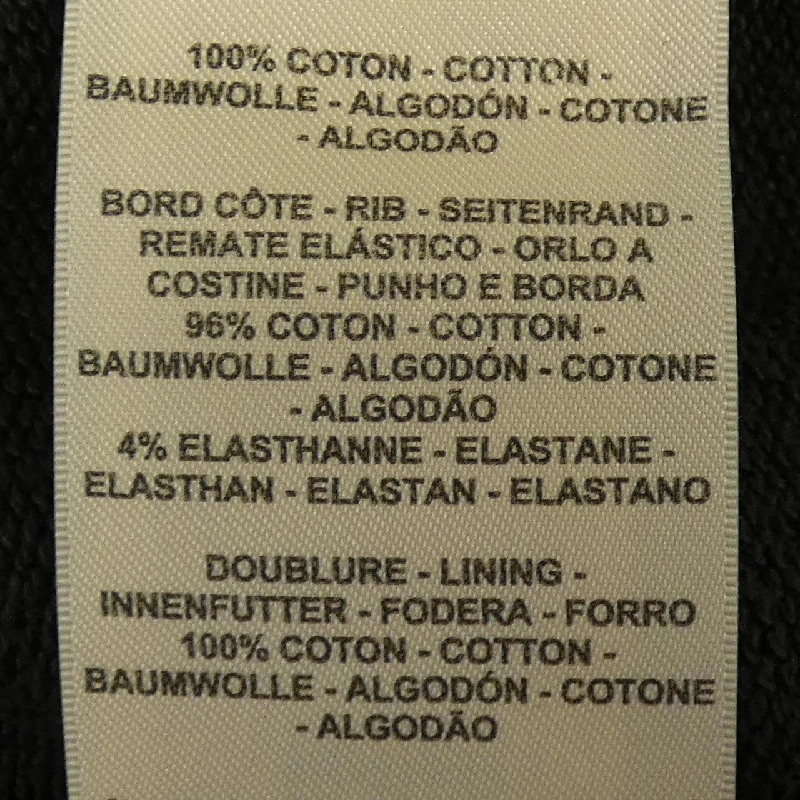 100% COTON - COTTON -
BAUMWOLLE - ALGODÓN - COTONE
- ALGODÃO
BORD CÔTE - RIB - SEITENRAND -
REMATE ELÁSTICO - ORLO A
COSTINE - PUNHO E BORDA
96% COTON - COTTON -
BAUMWOLLE - ALGODÓN - COTONE
- ALGODÃO
4% ELASTHANNE - ELASTANE -
ELASTHAN - ELASTAN - ELASTANO
DOUBLURE - LINING -
INNENFUTTER - FODERA - FORRO
100% COTON - COTTON -
BAUMWOLLE - ALGODÓN - COTONE
- ALGODÃO